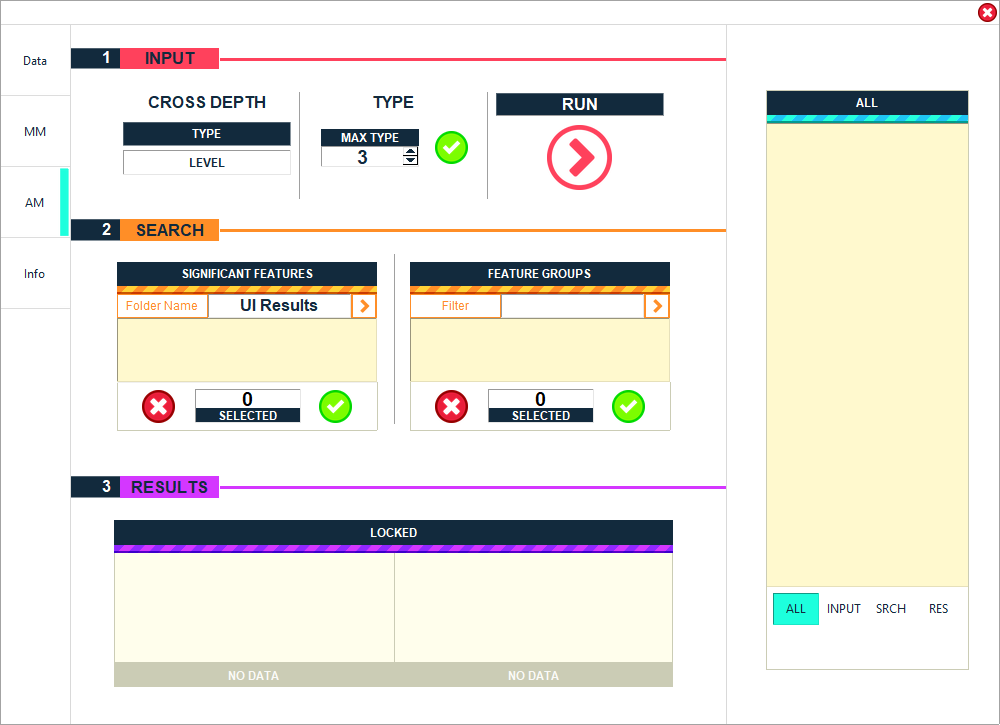 Data
MM
AM
Info
1 INPUT
CROSS DEPTH
TYPE
LEVEL
TYPE
MAX TYPE
3
RUN
2 SEARCH
SIGNIFICANT FEATURES
Folder Name UI Results
0
SELECTED
FEATURE GROUPS
Filter
0
SELECTED
3 RESULTS
LOCKED
NO DATA NO DATA
ALL
ALL INPUT SRCH RES